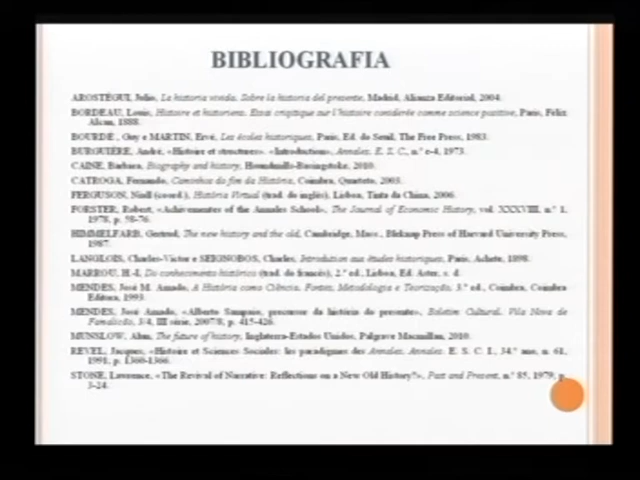 BIBLIOGRAFIA
AROSTÉGUI, Julio, La historia vivida. Sobre la historia del presente, Madrid, Alianza Editorial, 2004.
BORDEAU, Louis, Histoire et historiens. Essai critique sur l'histoire considerée comme science positive, Paris, Felix
Alcan, 1888.
BOURDÉ, Guy e MARTIN, Ervé, Les écoles historiques, Paris, Ed. du Seuil, The Free Press, 1983.
BURGUIÈRE, André, «Histoire et structures». «Introduction», Annales. E. S. C., n.º 3-4, 1973.
CAINE, Barbara, Biography and history, Houndmills-Basingstoke, 2010.
CATROGA, Fernando, Caminhos do fim da História, Coimbra, Quarteto, 2003.
FERGUSON, Niall (coord.), História Virtual (trad. do inglês), Lisboa, Tinta da China, 2006.
FORSTER, Robert, «Achievementes of the Annales School», The Journal of Economic History, vol. XXXVIII, n.º 1,
1978, p. 58-76.
HIMMELFARB, Gertrud, The new history and the old, Cambridge, Mass., Bleknap Press of Harvard University Press,
1987.
LANGLOIS, Charles-Victor e SEIGNOBOS, Charles, Introdution aux études historiques, Paris, Achete, 1898.
MARROU, H.-I, Do conhecimento histórico (trad. do francês), 2.ª ed., Lisboa, Ed. Aster, s. d.
MENDES, José M. Amado, A História como Ciência. Fontes, Metodologia e Teorização, 3.ª ed., Coimbra, Coimbra
Editora, 1993.
MENDES, José Amado, «Alberto Sampaio, precursor da história do presente», Boletim Cultural. Vila Nova de
Famalicão, 3/4, III série, 2007/8, p. 415-426.
MUNSLOW, Alun, The future of history, Inglaterra-Estados Unidos, Palgrave Macmillan, 2010.
REVEL, Jacques, «Histoire et Sciences Sociales: les paradigmes des Annales. Annales. E. S. C. I., 34.º ano, n. 61,
p. 1360-1366.
STONE, Lawrence, «The Revival of Narrative: Reflections on a New Old History?», Past and Present, n.º 85, 1979, p.
3-24.